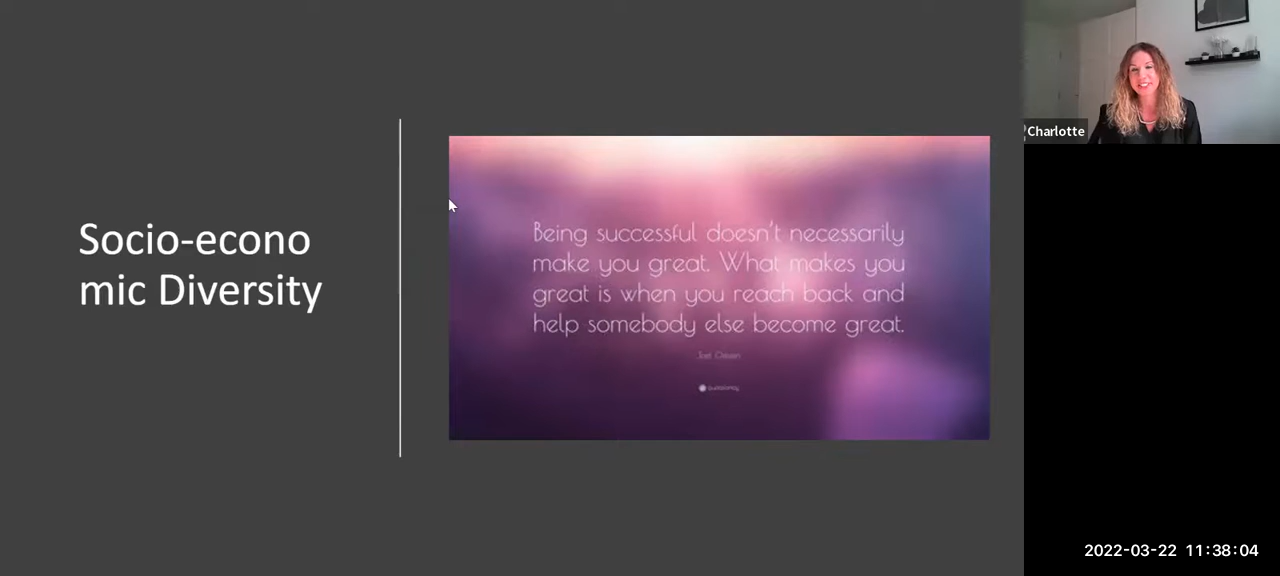 Charlotte
Socio-econo
mic Diversity
Being successful doesn't necessarily
make you great. What makes you
great is when you reach back and
help somebody else become great.
2022-03-22 11:38:04